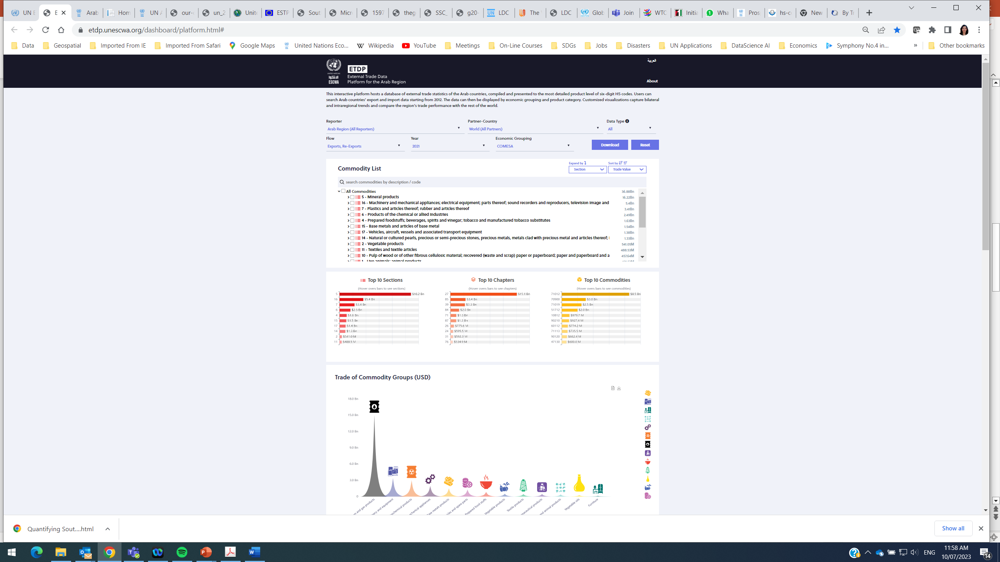 UN E
E
Arab
Hom
UN A
our-c
un_2
Unite
ESTP
Sout
Micr
1597
theg
SSC_
g20-
LDC
The
LDC
Glob
Join
WTC
Initia
Wha
Pros
hs-c
New
By Tr
etdp.unescwa.org/dashboard/platform.html#
Data
Geospatial
Imported From IE
Imported From Safari
Google Maps
United Nations Eco...
Wikipedia
YouTube
Meetings
On-Line Courses
SDGs
Jobs
Disasters
UN Applications
DataScience AI
Economics
Symphony No.4 in...
»
Other bookmarks
العربية
UNITED NATIONS
الإسكوا
ESCWA
ETDP
External Trade Data
Platform for the Arab Region
About
This interactive platform hosts a database of external trade statistics of the Arab countries, compiled and presented to the most detailed product level of six-digit HS codes. Users can
search Arab countries' export and import data starting from 2012. The data can then be displayed by economic grouping and product category. Customized visualizations capture bilateral
and intraregional trends and compare the region's trade performance with the rest of the world.
Reporter
Arab Region (All Reporters)
Partner-Country
World (All Partners)
Data Type
All
Flow
Exports, Re-Exports
Year
2021
Economic Grouping
COMESA
Download
Reset
Commodity List
Expand by
Section
Sort by
Trade Value
search commodities by description / code
All Commodities 36.88Bn
5 - Mineral products 16.22Bn
16 - Machinery and mechanical appliances; electrical equipment; parts thereof; sound recorders and reproducers, television image and 5.4Bn
7 - Plastics and articles thereof; rubber and articles thereof 3.41Bn
6 - Products of the chemical or allied industries 2.49Bn
4 - Prepared foodstuffs; beverages, spirits and vinegar; tobacco and manufactured tobacco substitutes 1.63Bn
15 - Base metals and articles of base metal 1.54Bn
17 - Vehicles, aircraft, vessels and associated transport equipment 1.38Bn
14 - Natural or cultured pearls, precious or semi-precious stones, precious metals, metals clad with precious metal and articles thereof; 1.33Bn
2 - Vegetable products 541.05M
11 - Textiles and textile articles 488.53M
10 - Pulp of wood or of other fibrous cellulosic material; recovered (waste and scrap) paper or paperboard; paper and paperboard and a 457.64M
1 - Live animals; animal products
Top 10 Sections
(Hover overs bars to see sections)
5 $16.2 Bn
16 $5.4 Bn
7 $3.4 Bn
6 $2.5 Bn
4 $1.6 Bn
15 $1.5 Bn
17 $1.4 Bn
14 $1.3 Bn
2 $541.0 M
11 $488.5 M
Top 10 Chapters
(Hover overs bars to see chapters)
27 $15.1 Bn
85 $3.4 Bn
39 $3.3 Bn
84 $2.0 Bn
71 $1.3 Bn
87 $1.3 Bn
26 $775.6 M
24 $595.5 M
31 $592.3 M
76 $534.9 M
Top 10 Commodities
(Hover overs bars to see commodities)
71012 $8.5 Bn
70900 $3.0 Bn
71019 $2.5 Bn
51712 $2.0 Bn
10812 $979.7 M
90210 $927.4 M
60112 $774.2 M
71113 $735.5 M
90120 $662.4 M
47130 $600.0 M
Trade of Commodity Groups (USD)
18.0 Bn
15.0 Bn
12.0 Bn
9.0 Bn
6.0 Bn
3.0 Bn
0
m and gas products
nery and equipment
ochemical products
echanical appliances
ase metals products
icles and spare parts
Prepared food stuffs
Vegetable products
Textile products
maceutical products
and animal products
Vegetable oils
Furniture
Quantifying Sout....html
Show all
ENG
11:58 AM
10/07/2023
14